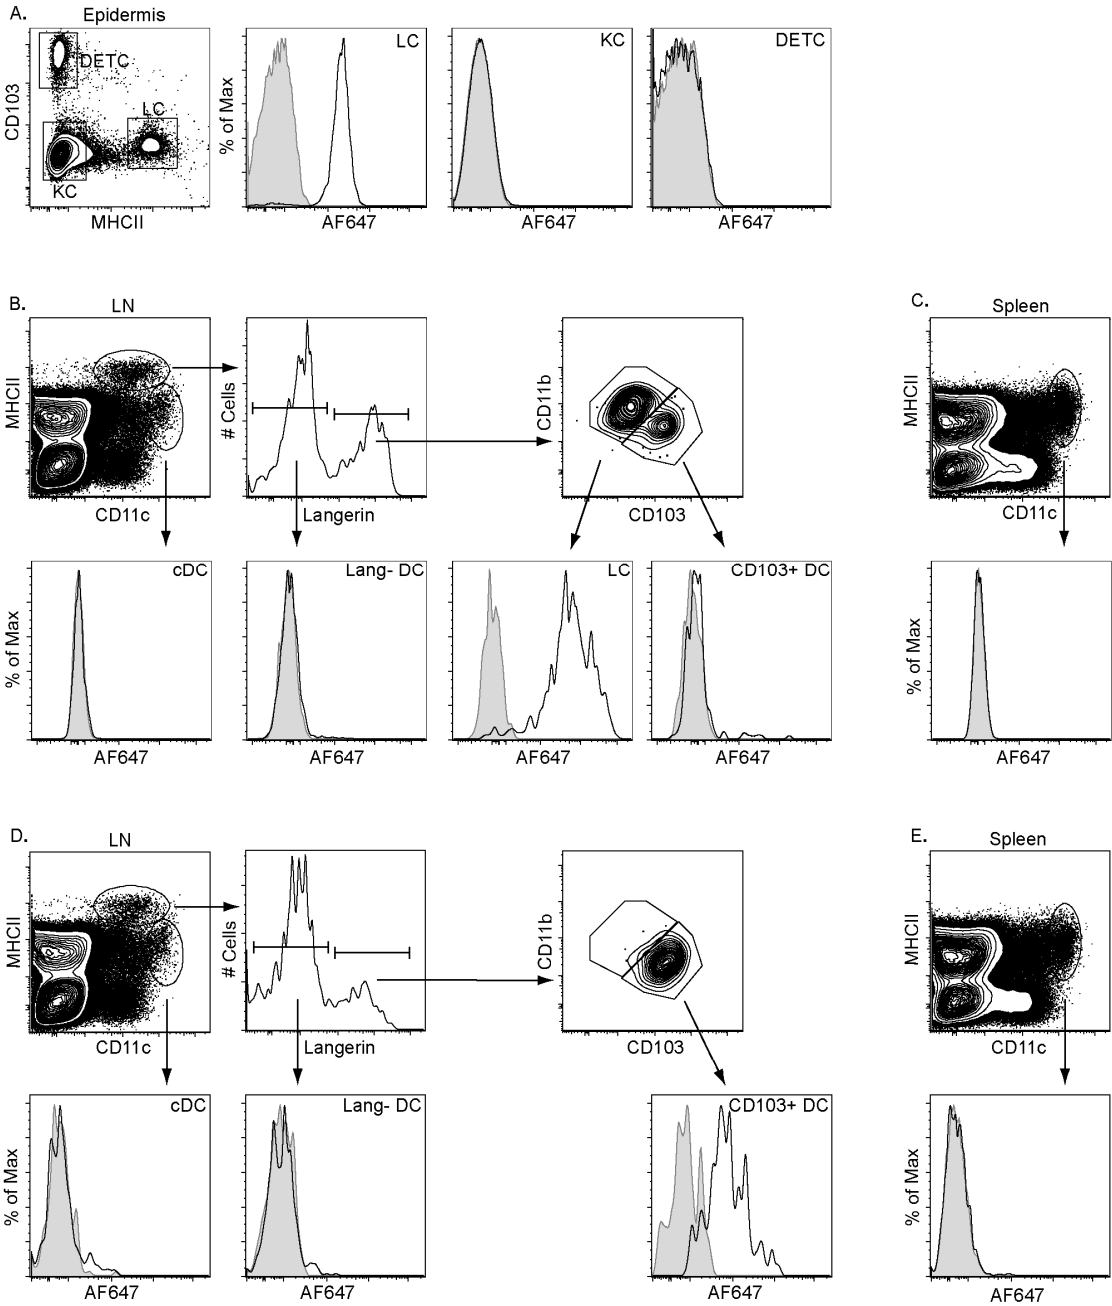 A.
Epidermis
CD103
DETC
LC
KC
MHCII
% of Max
LC
AF647
KC
AF647
DETC
AF647
B.
LN
MHCII
CD11c
# Cells
Langerin
CD11b
CD103
C.
Spleen
MHCII
CD11c
% of Max
cDC
AF647
Lang- DC
AF647
LC
AF647
CD103+ DC
AF647
% of Max
AF647
D.
LN
MHCII
CD11c
# Cells
Langerin
CD11b
CD103
E.
Spleen
MHCII
CD11c
% of Max
cDC
AF647
Lang- DC
AF647
CD103+ DC
AF647
% of Max
AF647